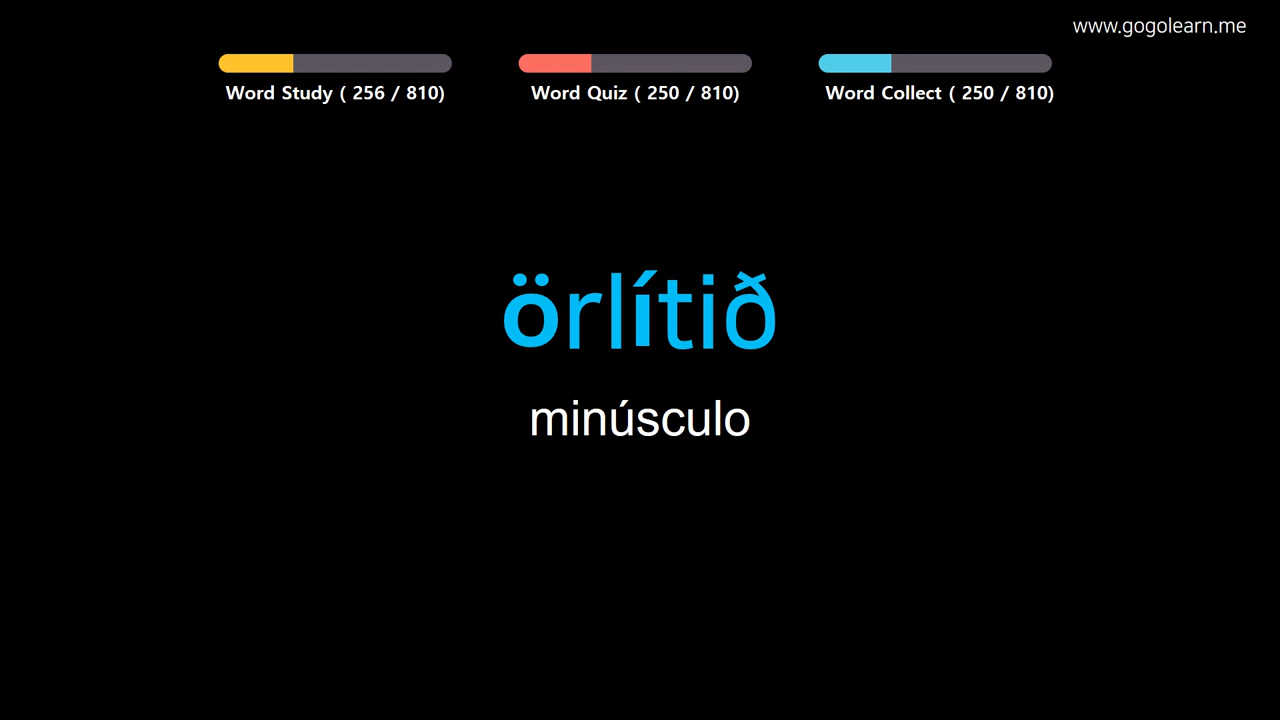 www.gogolearn.me
Word Study ( 256 / 810)
Word Quiz ( 250 / 810)
Word Collect ( 250 / 810)
örlítið
minúsculo